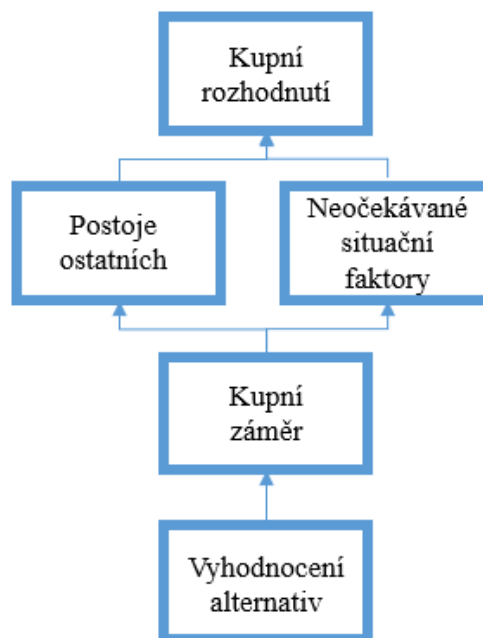 Kupní
rozhodnutí
Postoje
ostatních
Neočekávané
situační
faktory
Kupní
záměr
Vyhodnocení
alternativ